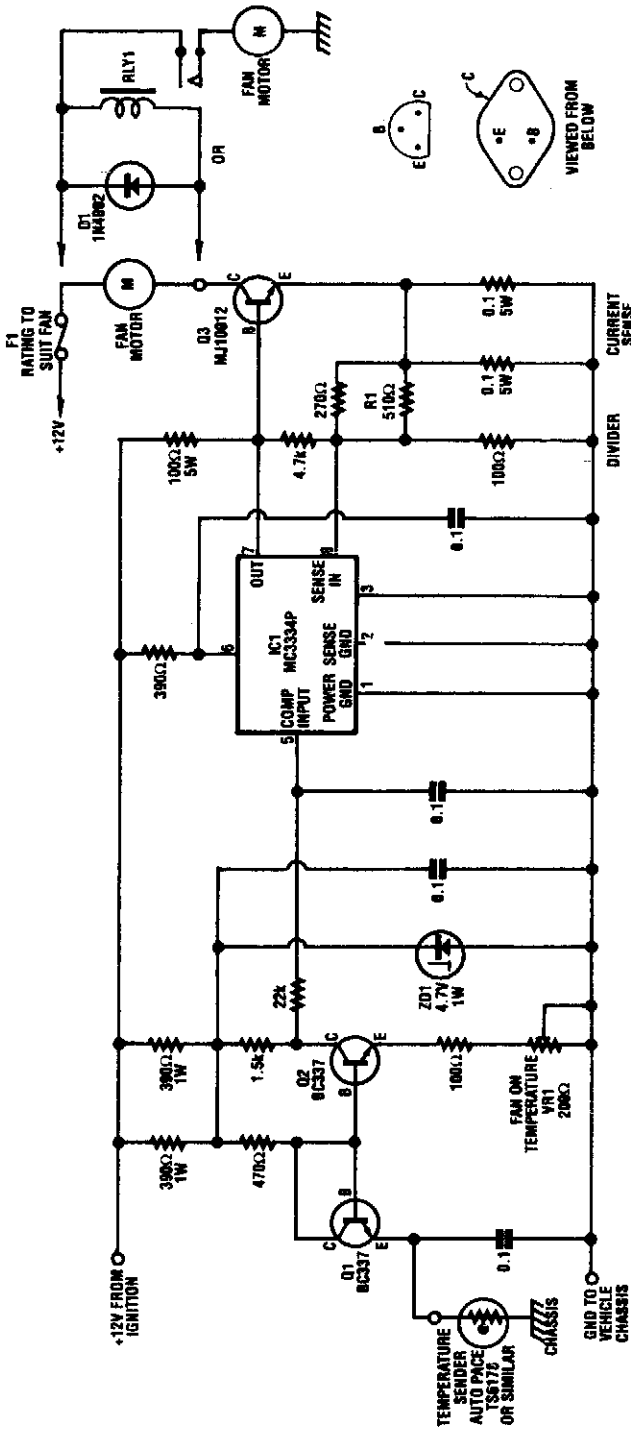 +12V FROM
IGNITION
390Ω
1W
390Ω
1W
470Ω
1.5k
22k
Q1
BC337
C
B
E
Q2
BC337
C
B
E
TEMPERATURE
SENDER
AUTO PACE
OR SIMILAR
CHASSIS
0.1
GND TO
VEHICLE
CHASSIS
100Ω
FAN ON
TEMPERATURE
VR1
200Ω
ZD1
4.7V
1W
0.1
0.1
390Ω
6
IC1
MC3334P
5
COMP
INPUT
OUT
7
SENSE
IN
8
POWER
GND
SENSE
GND
1
2
3
0.1
100Ω
5W
4.7k
270Ω
R1
510Ω
100Ω
DIVIDER
0.1
5W
0.1
5W
CURRENT
SENSE
Q3
MJ10012
C
B
E
F1
RATING TO
SUIT FAN
+12V
FAN
MOTOR
M
D1
1N4002
RLY1
OR
FAN
MOTOR
M
B
E
C
C
E
B
VIEWED FROM
BELOW